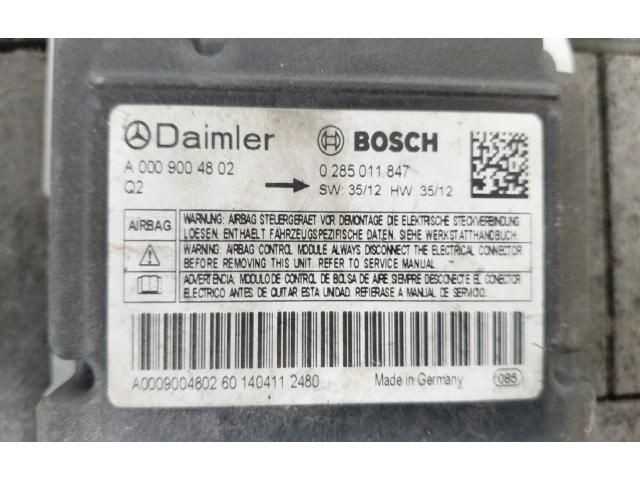 Daimler BOSCH
A 000 900 48 02 0 285 011 847
Q2 SW: 35/12 HW: 35/12
AIRBAG
WARNUNG: AIRBAG STEUERGERAET VOR DEMONTAGE DIE ELEKTRISCHE STECKVERBINDUNG
LOESEN. ENTHAELT FAHRZEUGSPEZIFISCHE DATEN. SIEHE WERKSTATTHANDBUCH
WARNING: AIRBAG CONTROL MODULE ALWAYS DISCONNECT THE ELECTRICAL CONNECTOR
BEFORE REMOVING THIS UNIT. REFER TO SERVICE MANUAL
ADVERTENCIA: MODULO DE CONTROL DE BOLSA DE AIRE SIEMPRE DESCONECTE EL CONECTOR
ELECTRICO ANTES DE QUITAR ESTA UNIDAD. REFIERASE A MANUAL DE SERVICIO.
A0009004802 60 140411 2480 Made in Germany 085